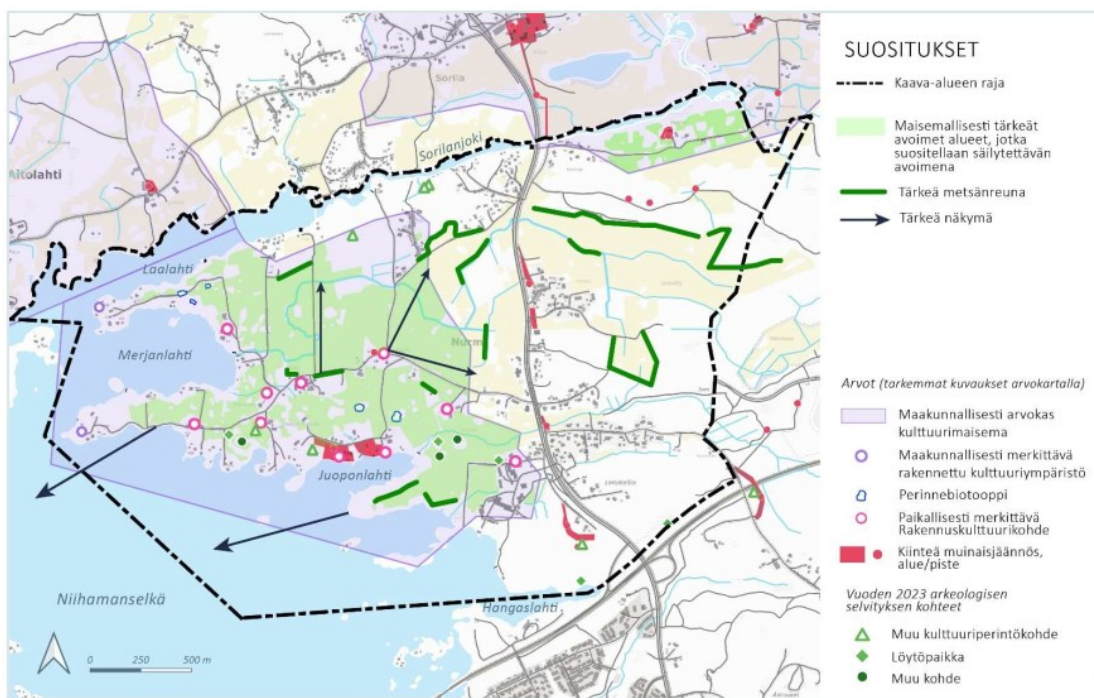 Sorila
Sorilanjoki
Aitolahti
Laalahti
Merjanlahti
Nurmi
Juoponlahti
Niihamanselkä
Hangaslahti
0 250 500 m
SUOSITUKSET
Kaava-alueen raja
Maisemallisesti tärkeät
avoimet alueet, jotka
suositellaan säilytettävän
avoimena
Tärkeä metsänreuna
Tärkeä näkymä
Arvot (tarkemmat kuvaukset arvokartalla)
Maakunnallisesti arvokas
kulttuurimaisema
Maakunnallisesti merkittävä
rakennettu kulttuuriympäristö
Perinnebiotooppi
Paikallisesti merkittävä
Rakennuskulttuurikohde
Kiinteä muinaisjäännös,
alue/piste
Vuoden 2023 arkeologisen
selvityksen kohteet
Muu kulttuuriperintökohde
Löytöpaikka
Muu kohde